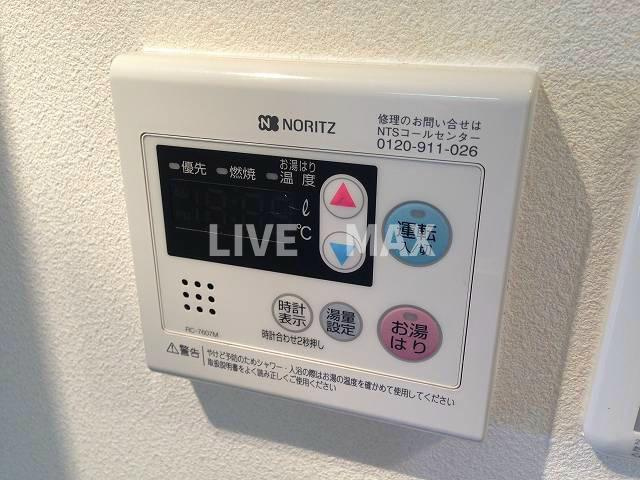 NORITZ
修理のお問い合せは
NTSコールセンター
0120-911-026
優先 燃焼 お湯はり温度
ℓ
℃
運転
入/切
LIVE MAX
時計
表示
湯量
設定
お湯
はり
RC-7607M
時計合わせ2秒押し
警告
やけど予防のためシャワー・入浴の際はお湯の温度を確かめて使用してください
取扱説明書をよく読み正しくご使用ください